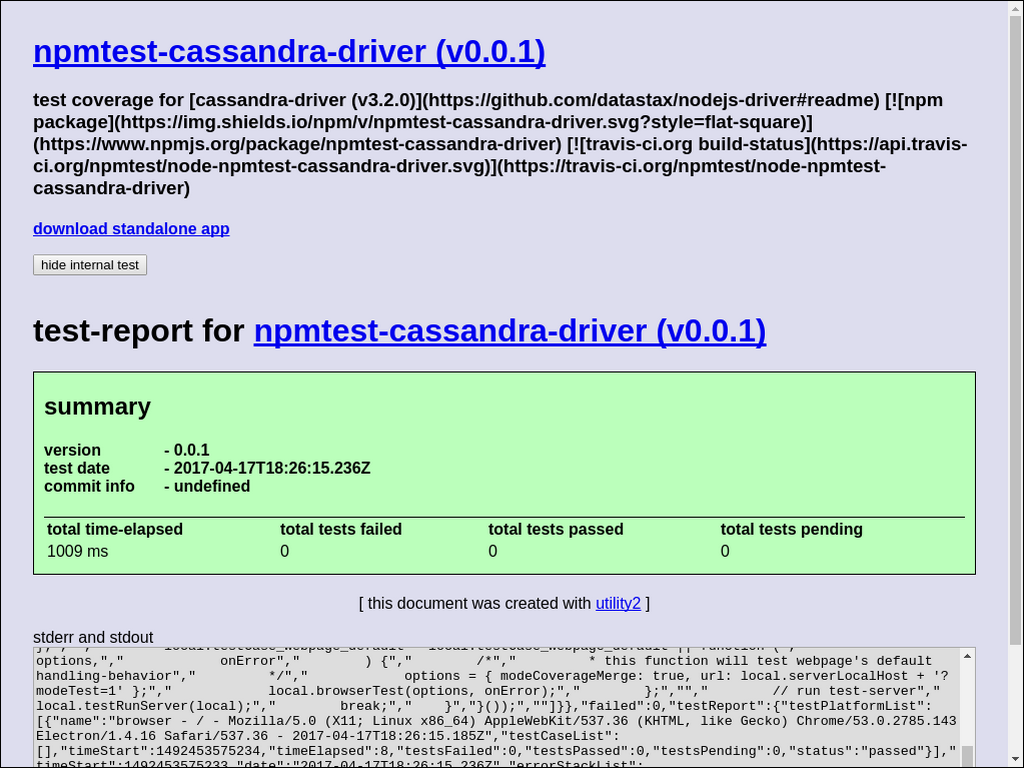 npmtest-cassandra-driver (v0.0.1)
test coverage for [cassandra-driver (v3.2.0)](https://github.com/datastax/nodejs-driver#readme) [![npm
package](https://img.shields.io/npm/v/npmtest-cassandra-driver.svg?style=flat-square)]
(https://www.npmjs.org/package/npmtest-cassandra-driver) [![travis-ci.org build-status](https://api.travis-
ci.org/npmtest/node-npmtest-cassandra-driver.svg)](https://travis-ci.org/npmtest/node-npmtest-
cassandra-driver)
download standalone app
hide internal test
test-report for npmtest-cassandra-driver (v0.0.1)
summary
version - 0.0.1
test date - 2017-04-17T18:26:15.236Z
commit info - undefined
total time-elapsed total tests failed total tests passed total tests pending
1009 ms 0 0 0
[ this document was created with utility2 ]
stderr and stdout
options,","            onError","        ) {","        /*","         * this function will test webpage's default
handling-behavior","         */","            options = { modeCoverageMerge: true, url: local.serverLocalHost + '?
modeTest=1' };","            local.browserTest(options, onError);","        };","","        // run test-server","
local.testRunServer(local);","        break;","    }","}());",""]}},"failed":0,"testReport":{"testPlatformList":
[{"name":"browser - / - Mozilla/5.0 (X11; Linux x86_64) AppleWebKit/537.36 (KHTML, like Gecko) Chrome/53.0.2785.143
Electron/1.4.16 Safari/537.36 - 2017-04-17T18:26:15.185Z","testCaseList":
[],"timeStart":1492453575234,"timeElapsed":8,"testsFailed":0,"testsPassed":0,"testsPending":0,"status":"passed"}],"
timeStart":1492453575233,"date":"2017-04-17T18:26:15.236Z","errorStackList":